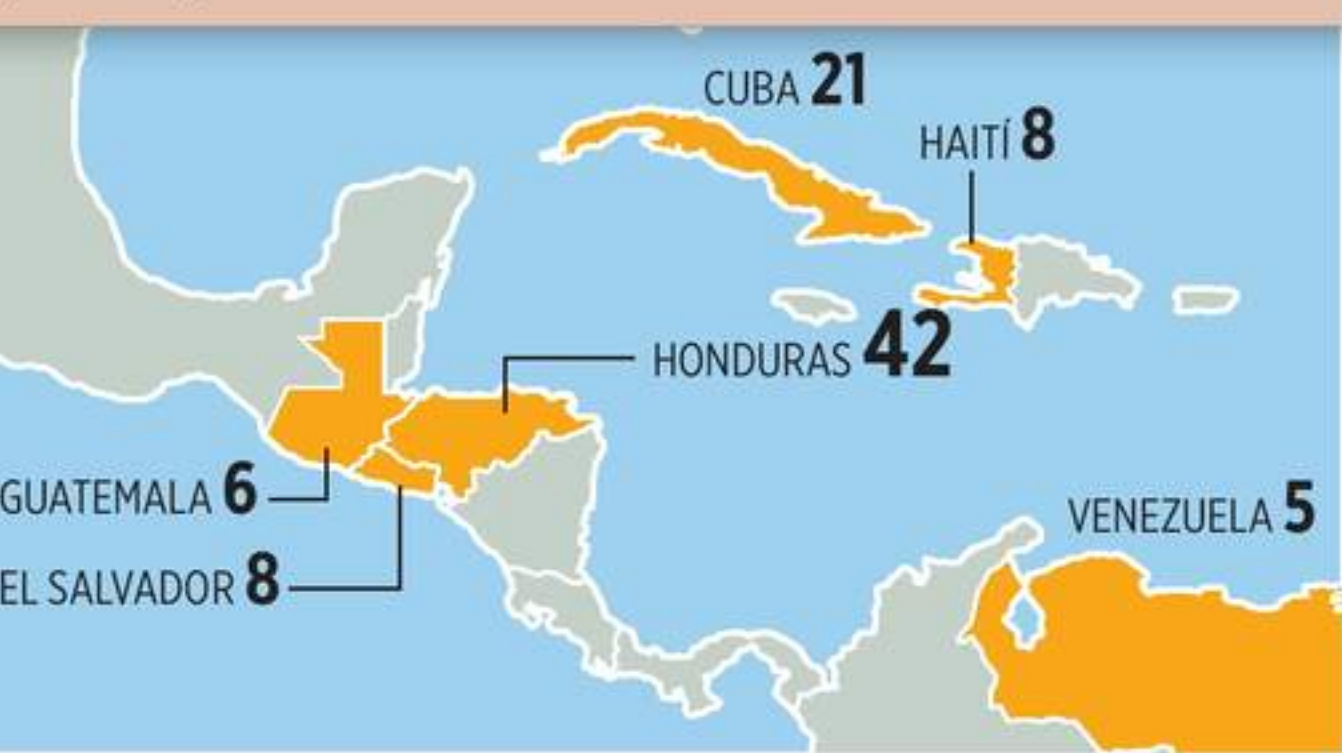 CUBA 21
HAITÍ 8
HONDURAS 42
GUATEMALA 6
VENEZUELA 5
EL SALVADOR 8